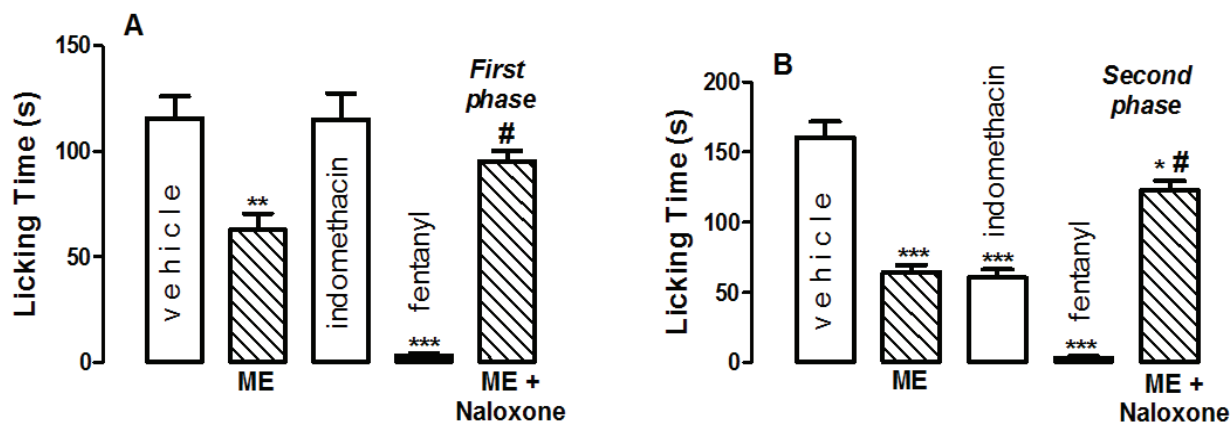 A
First
phase
Licking Time (s)
150
100
50
0
vehicle
**
ME
indomethacin
***
fentanyl
#
ME +
Naloxone
B
Second
phase
Licking Time (s)
200
150
100
50
0
vehicle
***
ME
***
indomethacin
***
fentanyl
* #
ME +
Naloxone